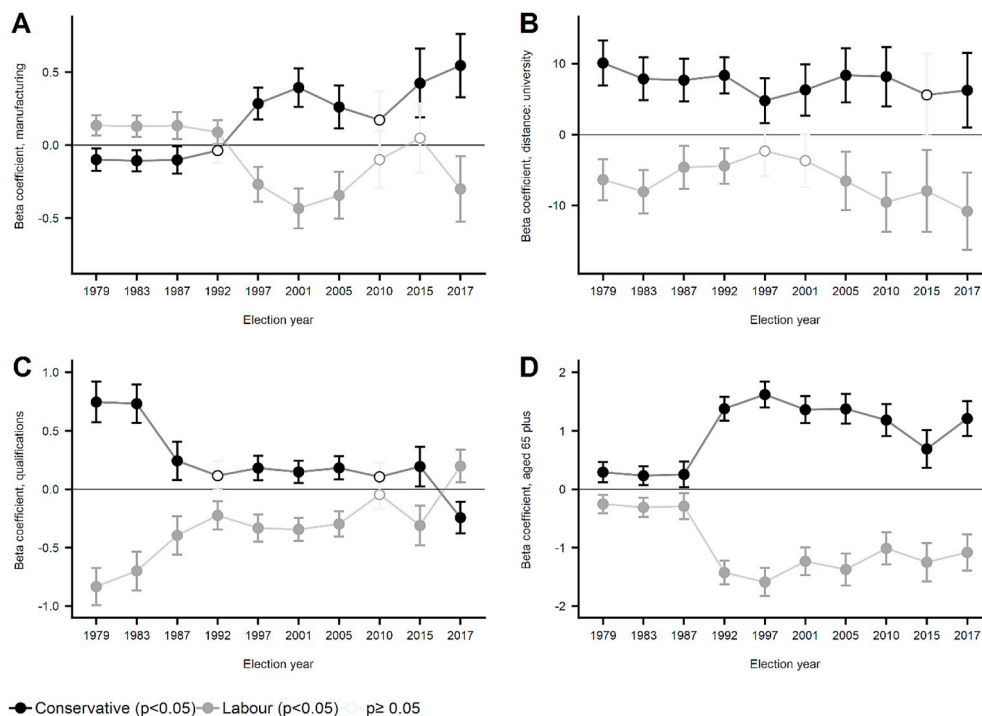 A
Beta coefficient, manufacturing
0.5
0.0
-0.5
1979 1983 1987 1992 1997 2001 2005 2010 2015 2017
Election year
B
Beta coefficient, distance: university
10
0
-10
1979 1983 1987 1992 1997 2001 2005 2010 2015 2017
Election year
C
Beta coefficient, qualifications
1.0
0.5
0.0
-0.5
-1.0
1979 1983 1987 1992 1997 2001 2005 2010 2015 2017
Election year
D
Beta coefficient, aged 65 plus
2
1
0
-1
-2
1979 1983 1987 1992 1997 2001 2005 2010 2015 2017
Election year
Conservative (p<0.05) Labour (p<0.05) p≥ 0.05